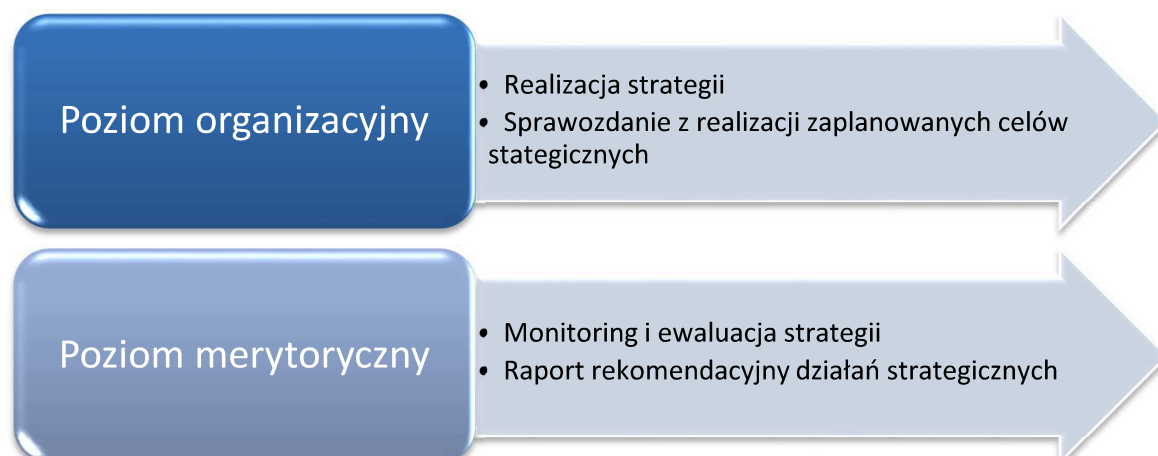 Poziom organizacyjny
• Realizacja strategii
• Sprawozdanie z realizacji zaplanowanych celów
stategicznych
Poziom merytoryczny
• Monitoring i ewaluacja strategii
• Raport rekomendacyjny działań strategicznych